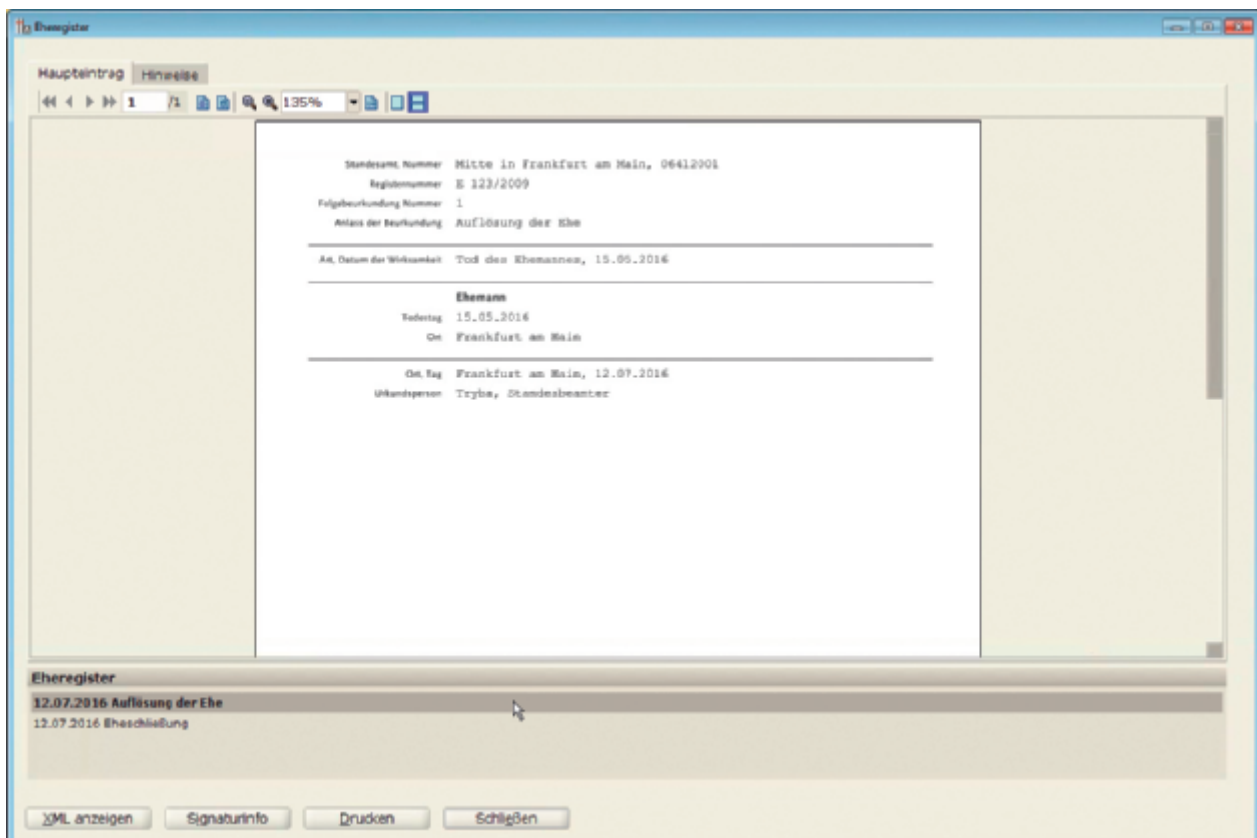 Eheregister
Haupteintrag Hinweise
1 /1 135%
Standesamt, Nummer Mitte in Frankfurt am Main, 06412001
Registernummer E 123/2009
Folgebeurkundung Nummer 1
Anlass der Beurkundung Auflösung der Ehe
Art, Datum der Wirksamkeit Tod des Ehemannes, 15.05.2016
Ehemann
Todestag 15.05.2016
Ort Frankfurt am Main
Ort, Tag Frankfurt am Main, 12.07.2016
Urkundsperson Tryba, Standesbeamter
Eheregister
12.07.2016 Auflösung der Ehe
12.07.2016 Eheschließung
XML anzeigen Signaturinfo Drucken Schließen